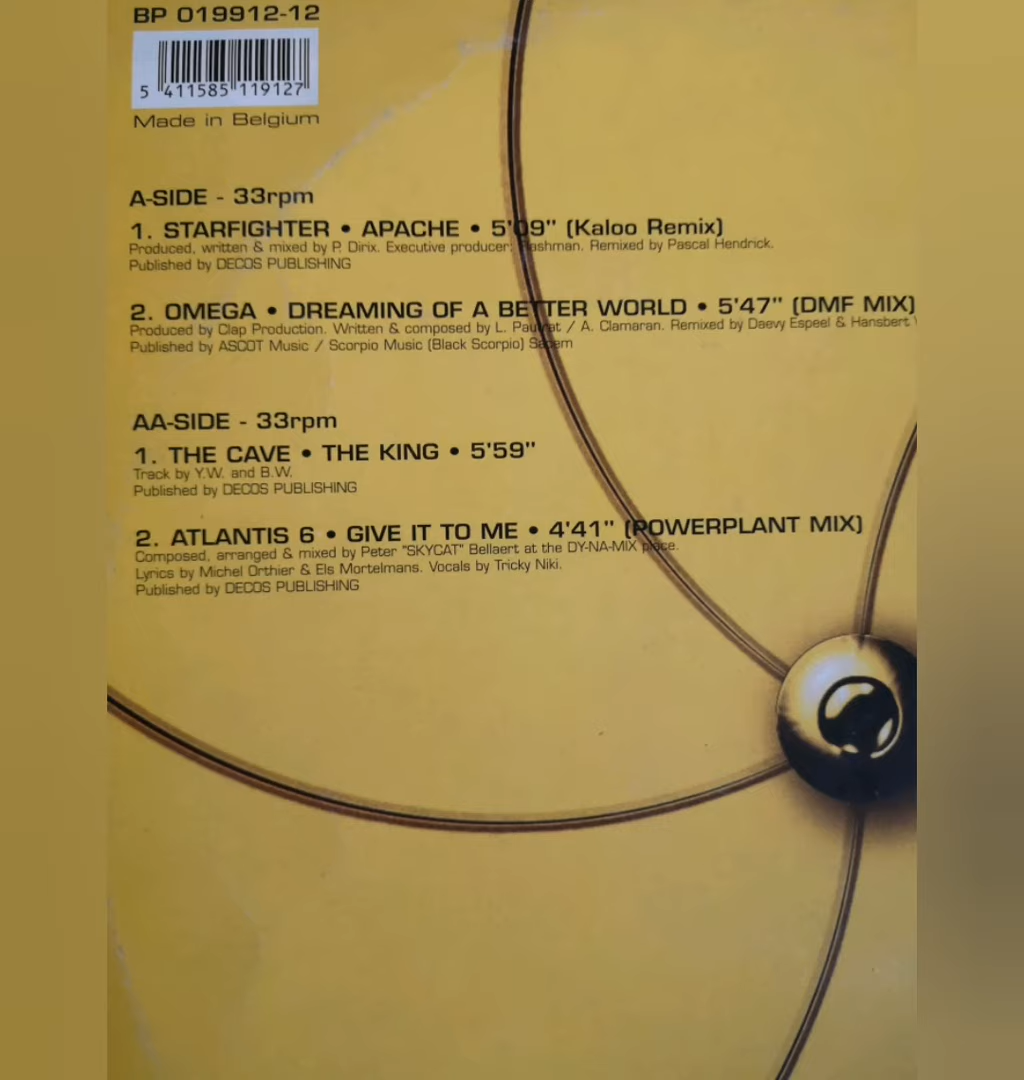 BP 019912-12
5 411585 119127
Made in Belgium
A-SIDE - 33rpm
1. STARFIGHTER • APACHE • 5'09" (Kaloo Remix)
Produced, written & mixed by P. Dirix. Executive producer: Flashman. Remixed by Pascal Hendrick.
Published by DECOS PUBLISHING
2. OMEGA • DREAMING OF A BETTER WORLD • 5'47" (DMF MIX)
Produced by Clap Production. Written & composed by L. / A. Clamaran. Remixed by Daevy Espeel & Hansbert
Published by ASCOT Music / Scorpio Music (Black Scorpio) Sacem
AA-SIDE - 33rpm
1. THE CAVE • THE KING • 5'59"
Track by Y.W. and B.W.
Published by DECOS PUBLISHING
2. ATLANTIS 6 • GIVE IT TO ME • 4'41" (POWERPLANT MIX)
Composed, arranged & mixed by Peter "SKYCAT" Bellaert at the DY-NA-MIX place.
Lyrics by Michel Orthier & Els Mortelmans. Vocals by Tricky Niki.
Published by DECOS PUBLISHING